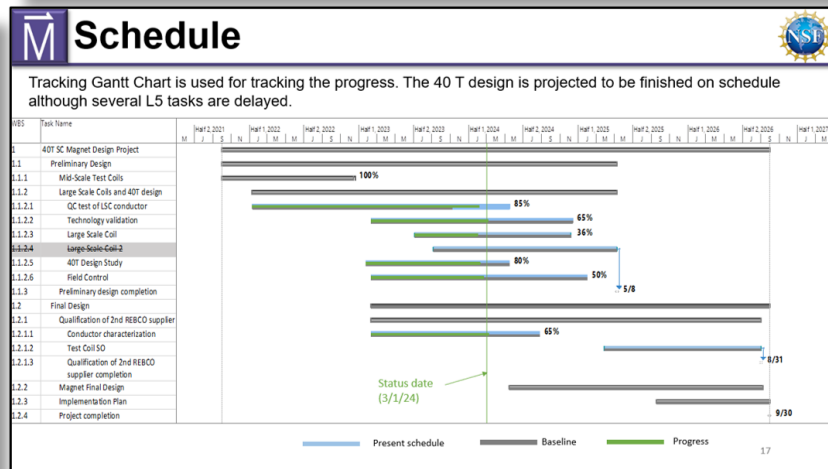 M Schedule
NSF
Tracking Gantt Chart is used for tracking the progress. The 40 T design is projected to be finished on schedule
although several L5 tasks are delayed.
WBS Task Name
Half 2, 2021 Half 1, 2022 Half 2, 2022 Half 1, 2023 Half 2, 2023 Half 1, 2024 Half 2, 2024 Half 1, 2025 Half 2, 2025 Half 1, 2026 Half 2, 2026 Half 1, 2027
M J S N J M M J S N J M M J S N J M M J S N J M M J S N J M M J S N J M
1 40T SC Magnet Design Project
1.1 Preliminary Design
1.1.1 Mid-Scale Test Coils 100%
1.1.2 Large Scale Coils and 40T design
1.1.2.1 QC test of LSC conductor 85%
1.1.2.2 Technology validation 65%
1.1.2.3 Large Scale Coil 36%
1.1.2.4 Large Scale Coil 2
1.1.2.5 40T Design Study 80%
1.1.2.6 Field Control 50%
1.1.3 Preliminary design completion 5/8
1.2 Final Design
1.2.1 Qualification of 2nd REBCO supplier
1.2.1.1 Conductor characterization 65%
1.2.1.2 Test Coil SO
1.2.1.3 Qualification of 2nd REBCO 8/31
supplier completion
1.2.2 Magnet Final Design
1.2.3 Implementation Plan
1.2.4 Project completion 9/30
Status date
(3/1/24)
Present schedule Baseline Progress
17